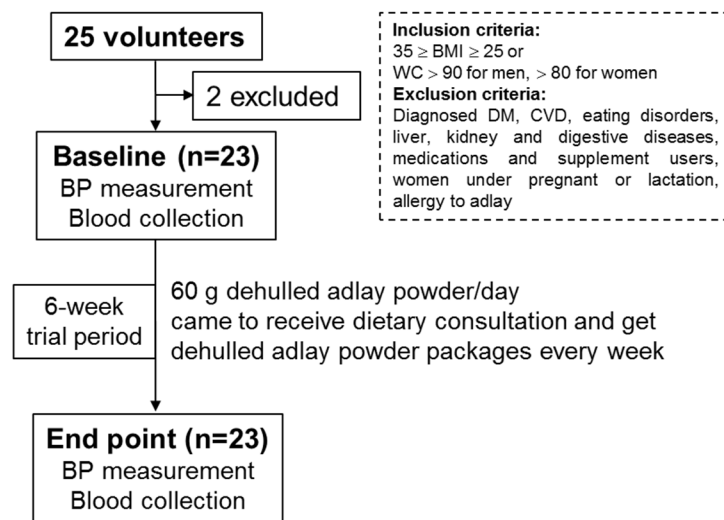 25 volunteers
2 excluded
Baseline (n=23)
BP measurement
Blood collection
6-week
trial period
60 g dehulled adlay powder/day
came to receive dietary consultation and get
dehulled adlay powder packages every week
End point (n=23)
BP measurement
Blood collection
Inclusion criteria:
35 ≥ BMI ≥ 25 or
WC > 90 for men, > 80 for women
Exclusion criteria:
Diagnosed DM, CVD, eating disorders,
liver, kidney and digestive diseases,
medications and supplement users,
women under pregnant or lactation,
allergy to adlay